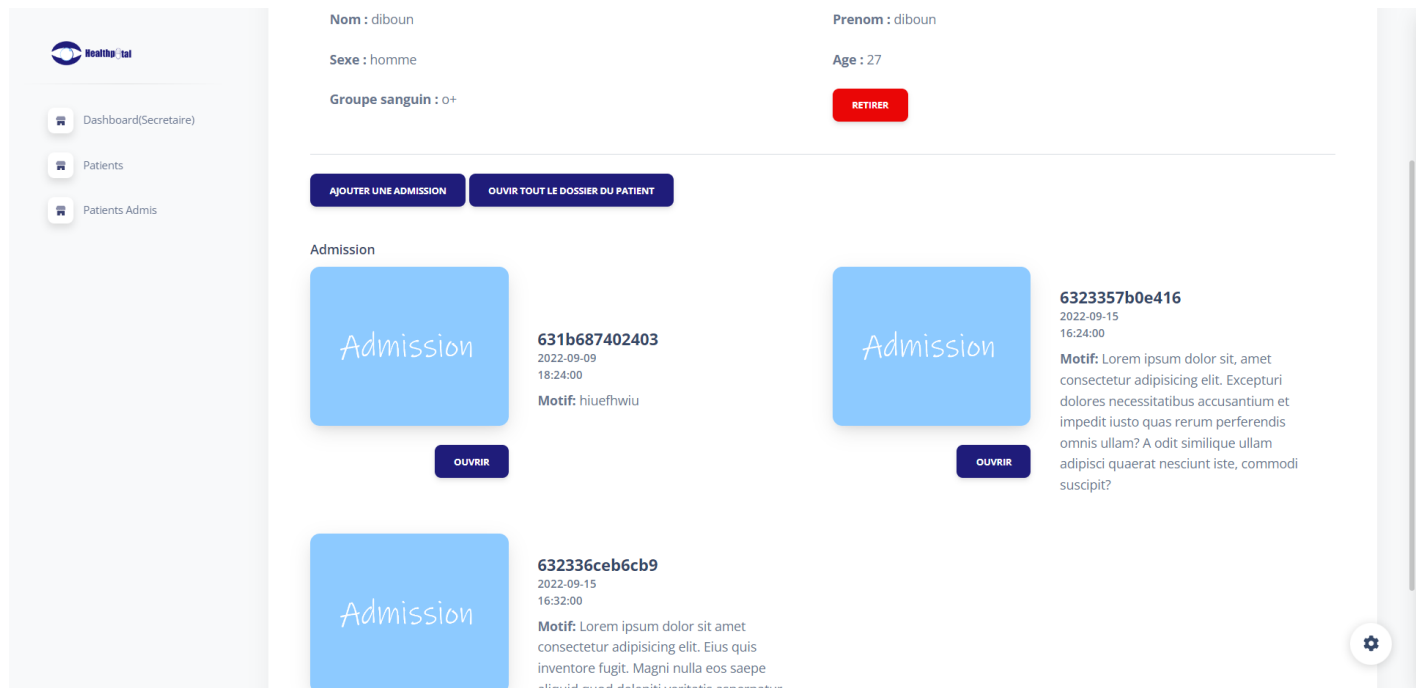 Healthpital
Dashboard(Secretaire)
Patients
Patients Admis
Nom : diboun
Prenom : diboun
Sexe : homme
Age : 27
Groupe sanguin : o+
RETIRER
AJOUTER UNE ADMISSION
OUVIR TOUT LE DOSSIER DU PATIENT
Admission
Admission
631b687402403
2022-09-09
18:24:00
Motif: hiuefhwiu
OUVRIR
Admission
6323357b0e416
2022-09-15
16:24:00
Motif: Lorem ipsum dolor sit, amet
consectetur adipisicing elit. Excepturi
dolores necessitatibus accusantium et
impedit iusto quas rerum perferendis
omnis ullam? A odit similique ullam
adipisci quaerat nesciunt iste, commodi
suscipit?
OUVRIR
Admission
632336ceb6cb9
2022-09-15
16:32:00
Motif: Lorem ipsum dolor sit amet
consectetur adipisicing elit. Eius quis
inventore fugit. Magni nulla eos saepe